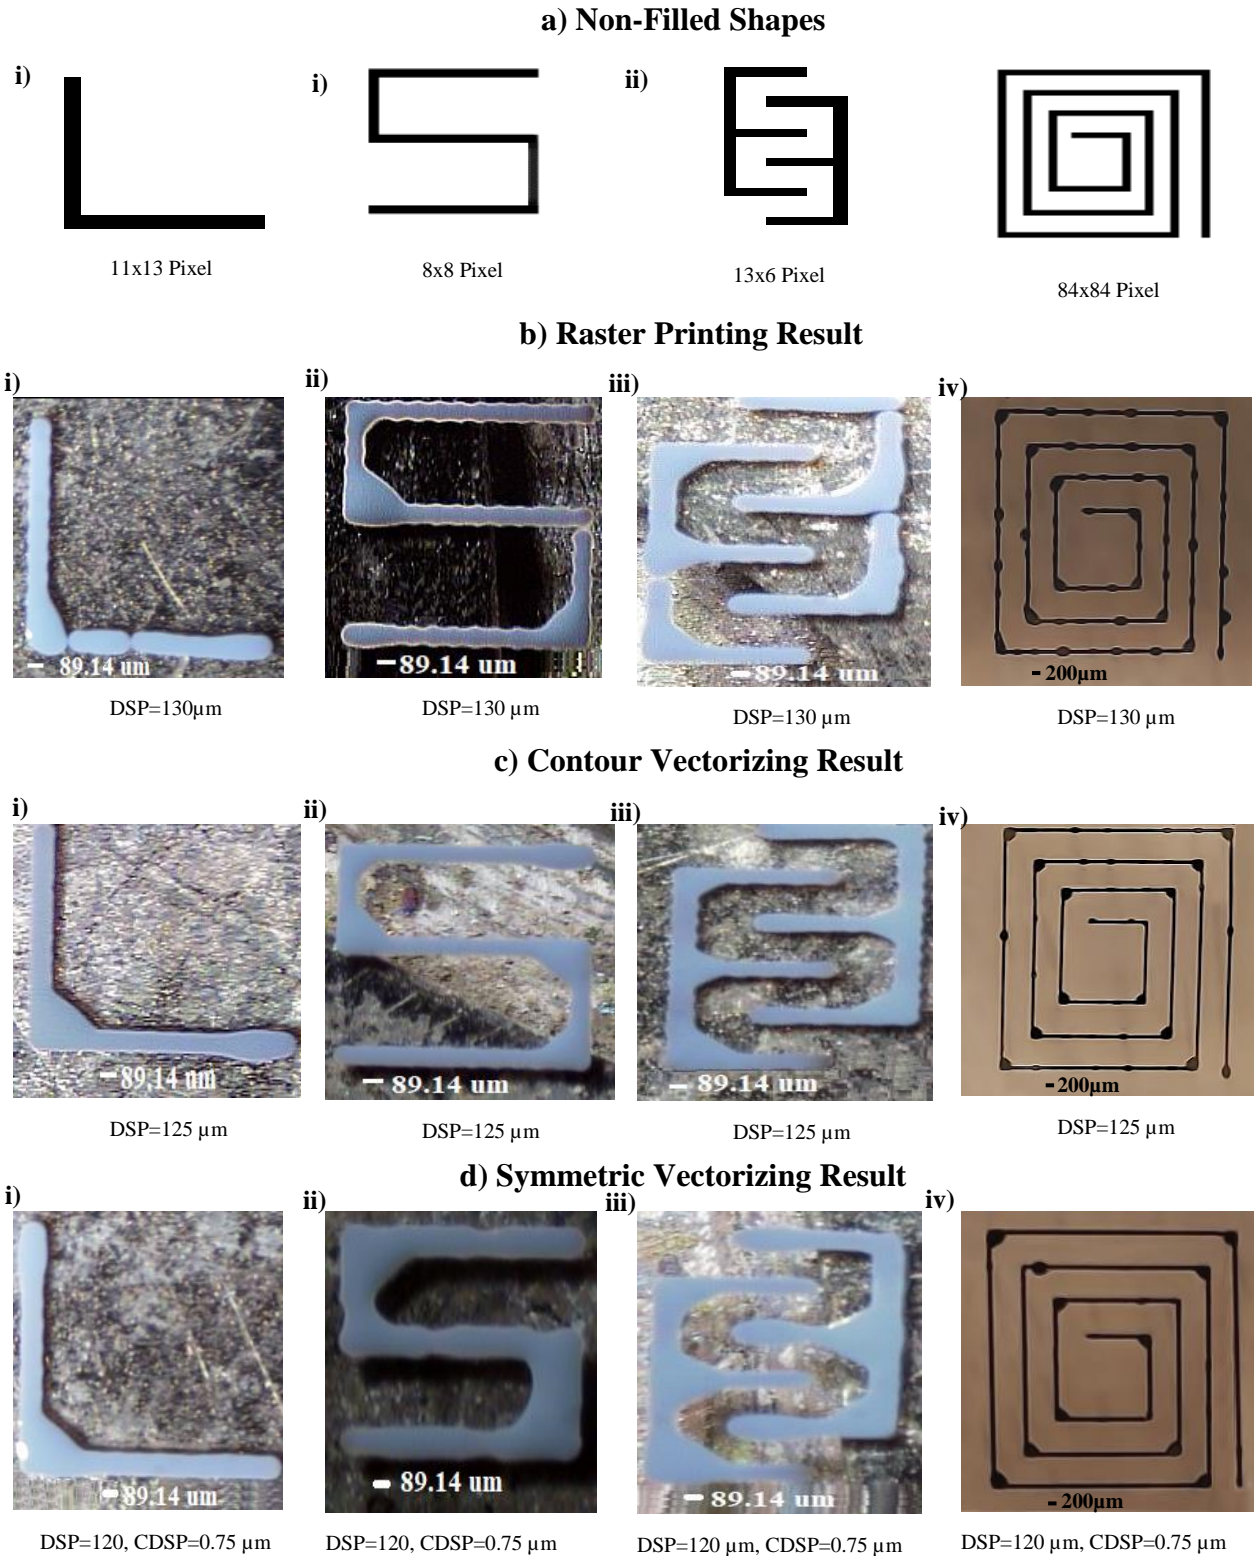 a) Non-Filled Shapes
i)
i)
ii)
11x13 Pixel
8x8 Pixel
13x6 Pixel
84x84 Pixel
b) Raster Printing Result
i)
ii)
iii)
iv)
89.14 um
89.14 um
89.14 um
200µm
DSP=130µm
DSP=130 µm
DSP=130 µm
DSP=130 µm
c) Contour Vectorizing Result
i)
ii)
iii)
iv)
89.14 um
89.14 um
89.14 um
200µm
DSP=125 µm
DSP=125 µm
DSP=125 µm
DSP=125 µm
d) Symmetric Vectorizing Result
i)
ii)
iii)
iv)
89.14 um
89.14 um
89.14 um
200µm
DSP=120, CDSP=0.75 µm
DSP=120, CDSP=0.75 µm
DSP=120 µm, CDSP=0.75 µm
DSP=120 µm, CDSP=0.75 µm